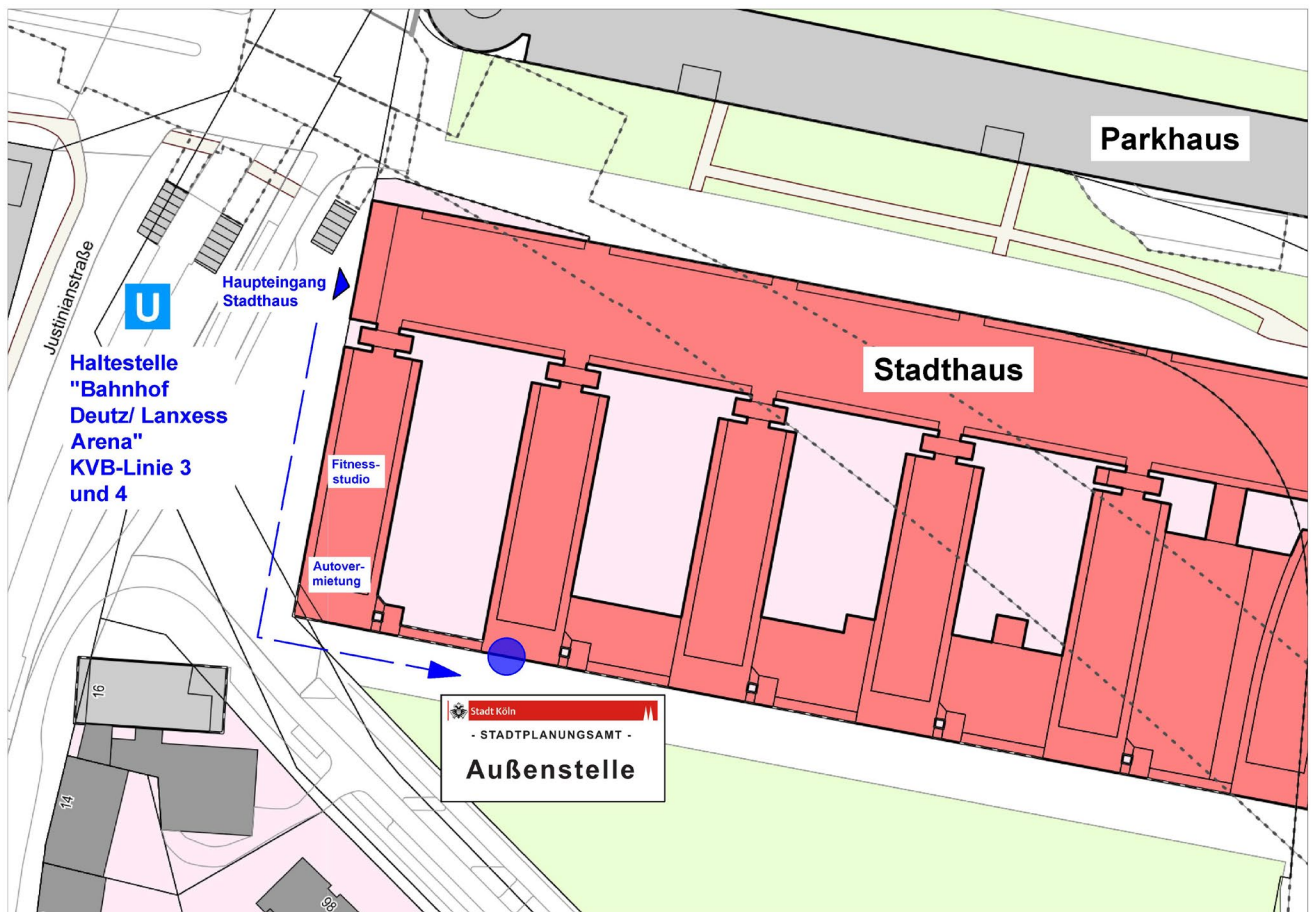 Parkhaus
Justinianstraße
Haupteingang
Stadthaus
U
Haltestelle
"Bahnhof
Deutz/ Lanxess
Arena"
KVB-Linie 3
und 4
Stadthaus
Fitness-
studio
Autover-
mietung
16
14
98
Stadt Köln
- STADTPLANUNGSAMT -
Außenstelle